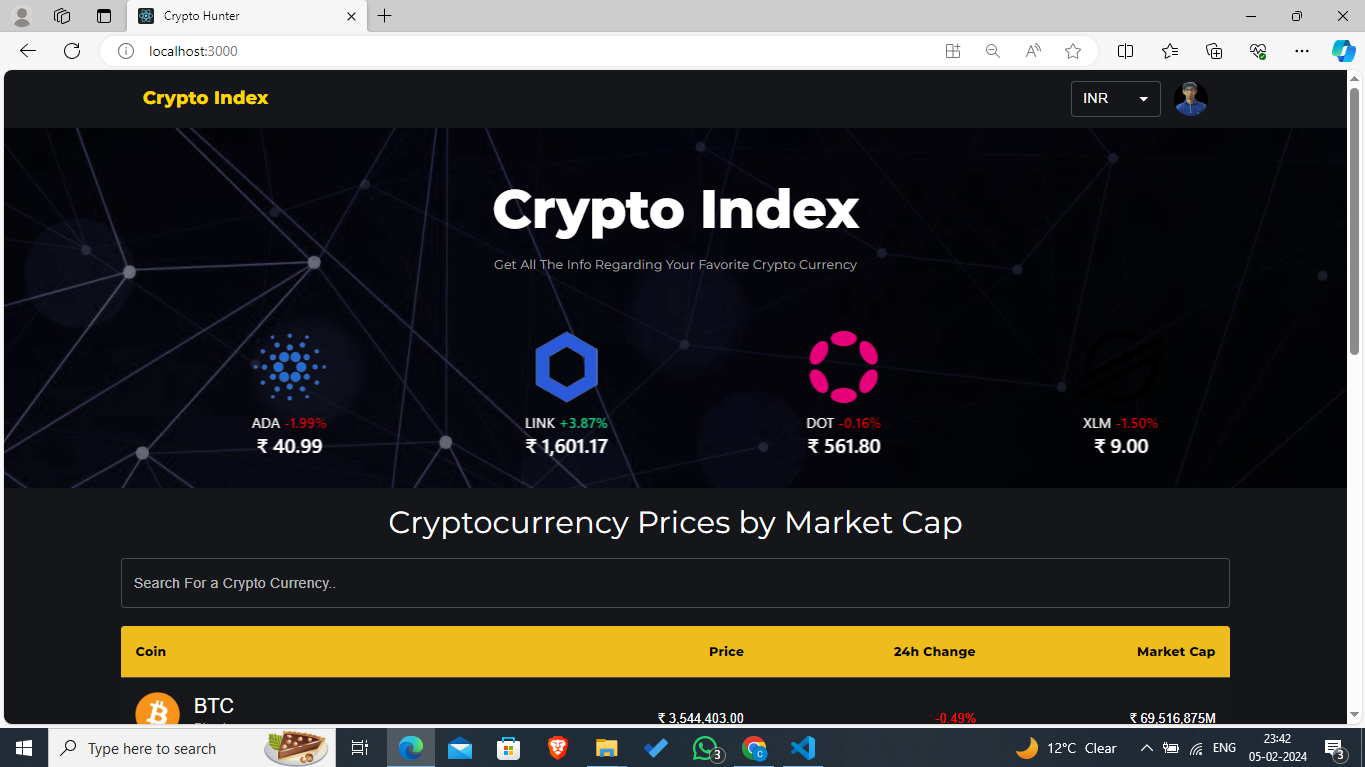 Crypto Hunter
localhost:3000
Crypto Index
INR
Crypto Index
Get All The Info Regarding Your Favorite Crypto Currency
ADA -1.99%
₹ 40.99
LINK +3.87%
₹ 1,601.17
DOT -0.16%
₹ 561.80
XLM -1.50%
₹ 9.00
Cryptocurrency Prices by Market Cap
Search For a Crypto Currency..
Coin Price 24h Change Market Cap
BTC
₹ 3,544,403.00 -0.49% ₹ 69,516,875M
Type here to search
3
12°C Clear
ENG
23:42
05-02-2024
3